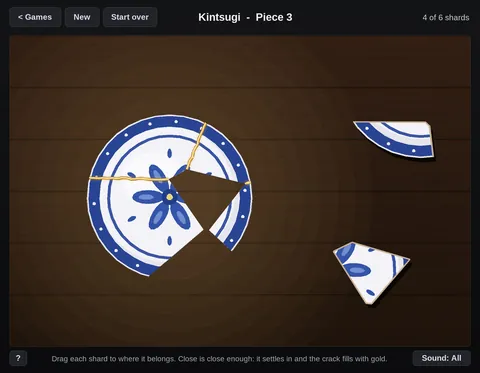 < Games New Start over Kintsugi - Piece 3 4 of 6 shards
? Drag each shard to where it belongs. Close is close enough: it settles in and the crack fills with gold. Sound: All